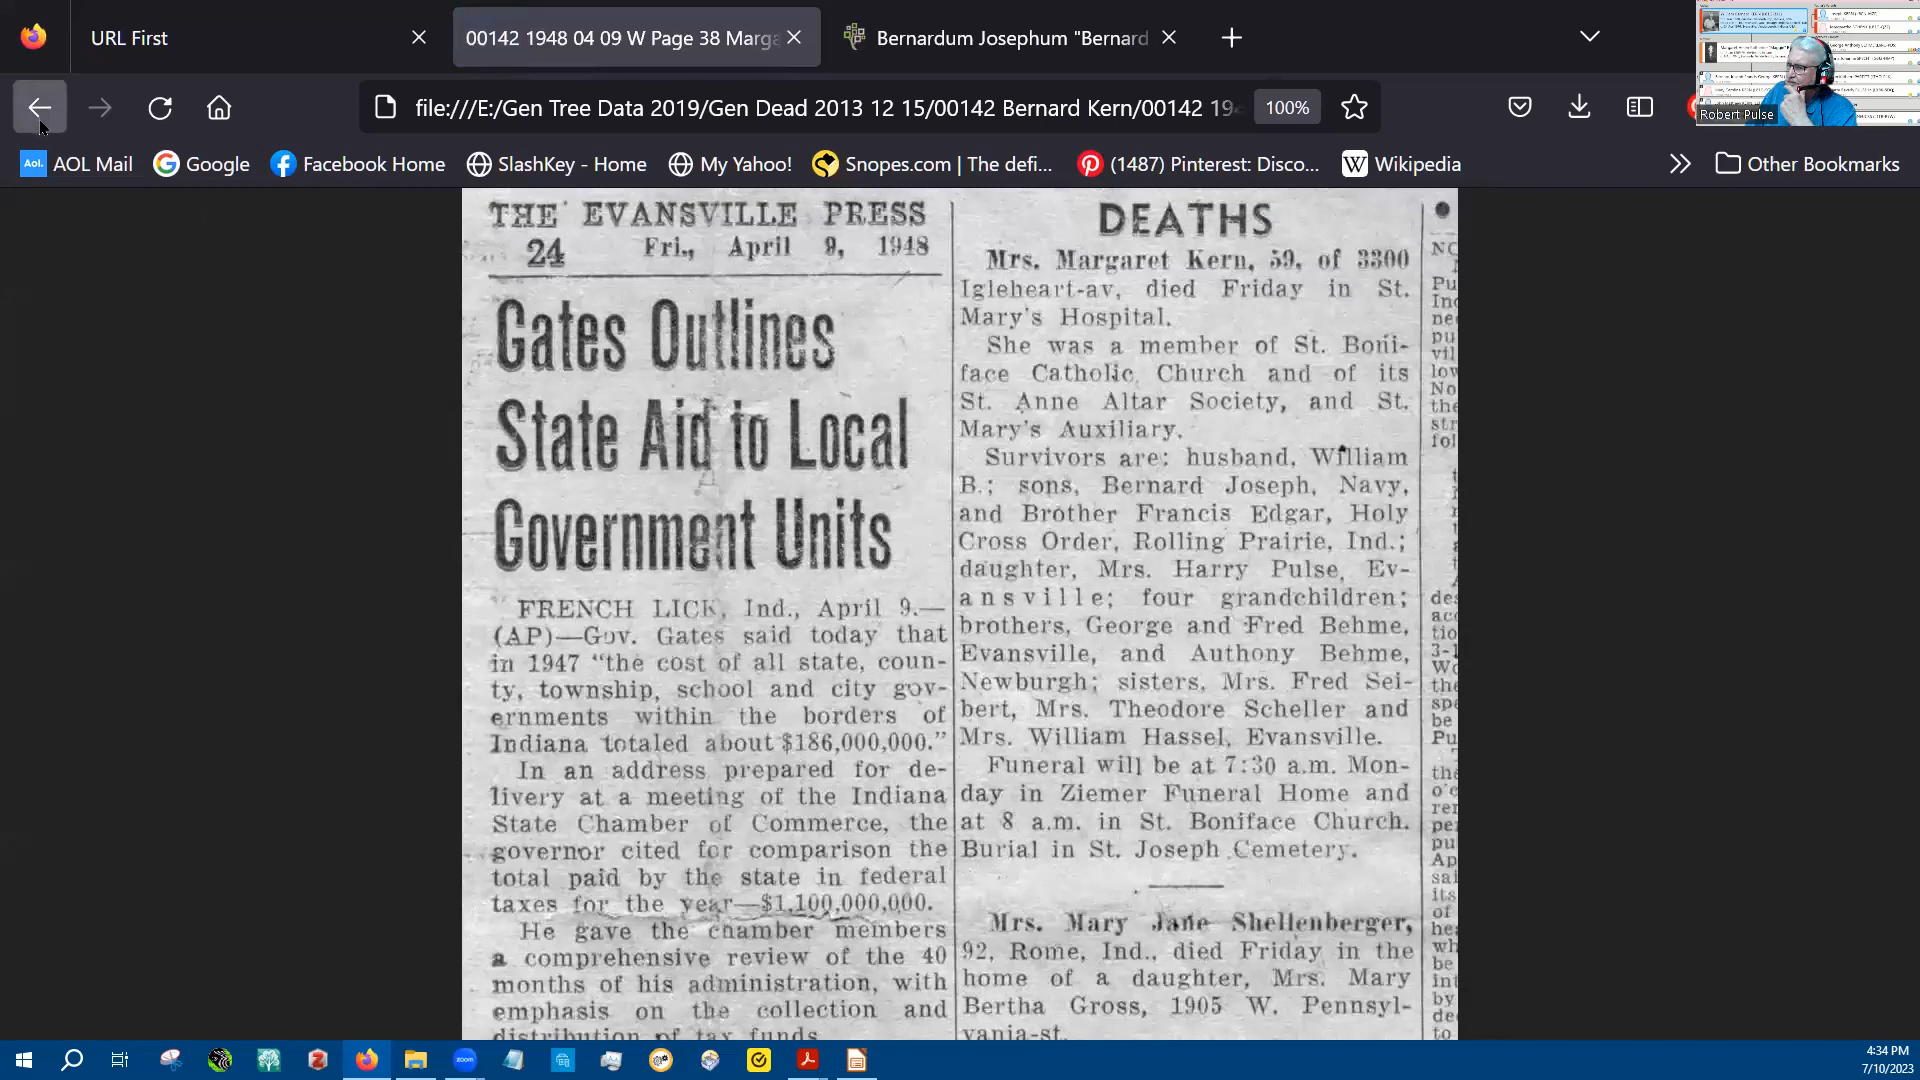 URL First
00142 1948 04 09 W Page 38 Marga
Bernardum Josephum "Bernard
file:///E:/Gen Tree Data 2019/Gen Dead 2013 12 15/00142 Bernard Kern/00142 19
100%
Robert Pulse
Aol.
AOL Mail
Google
Facebook Home
SlashKey - Home
My Yahoo!
Snopes.com | The defi...
(1487) Pinterest: Disco...
W
Wikipedia
Other Bookmarks
THE EVANSVILLE PRESS
24 Fri., April 9, 1948
Gates Outlines
State Aid to Local
Government Units
FRENCH LICK, Ind., April 9.—
(AP)—Gov. Gates said today that
in 1947 "the cost of all state, coun-
ty, township, school and city gov-
ernments within the borders of
Indiana totaled about $186,000,000."
In an address prepared for de-
livery at a meeting of the Indiana
State Chamber of Commerce, the
governor cited for comparison the
total paid by the state in federal
taxes for the year—$1,100,000,000.
He gave the chamber members
a comprehensive review of the 40
months of his administration, with
emphasis on the collection and
distribution of tax funds.
DEATHS
Mrs. Margaret Kern, 59, of 3300
Igleheart-av, died Friday in St.
Mary's Hospital.
She was a member of St. Boni-
face Catholic Church and of its
St. Anne Altar Society, and St.
Mary's Auxiliary.
Survivors are: husband, William
B.; sons, Bernard Joseph, Navy,
and Brother Francis Edgar, Holy
Cross Order, Rolling Prairie, Ind.;
daughter, Mrs. Harry Pulse, Ev-
ansville; four grandchildren;
brothers, George and Fred Behme,
Evansville, and Authony Behme,
Newburgh; sisters, Mrs. Fred Sei-
bert, Mrs. Theodore Scheller and
Mrs. William Hassel, Evansville.
Funeral will be at 7:30 a.m. Mon-
day in Ziemer Funeral Home and
at 8 a.m. in St. Boniface Church.
Burial in St. Joseph Cemetery.
Mrs. Mary Jane Shellenberger,
92, Rome, Ind., died Friday in the
home of a daughter, Mrs. Mary
Bertha Gross, 1905 W. Pennsyl-
vania-st.
zoom
4:34 PM
7/10/2023